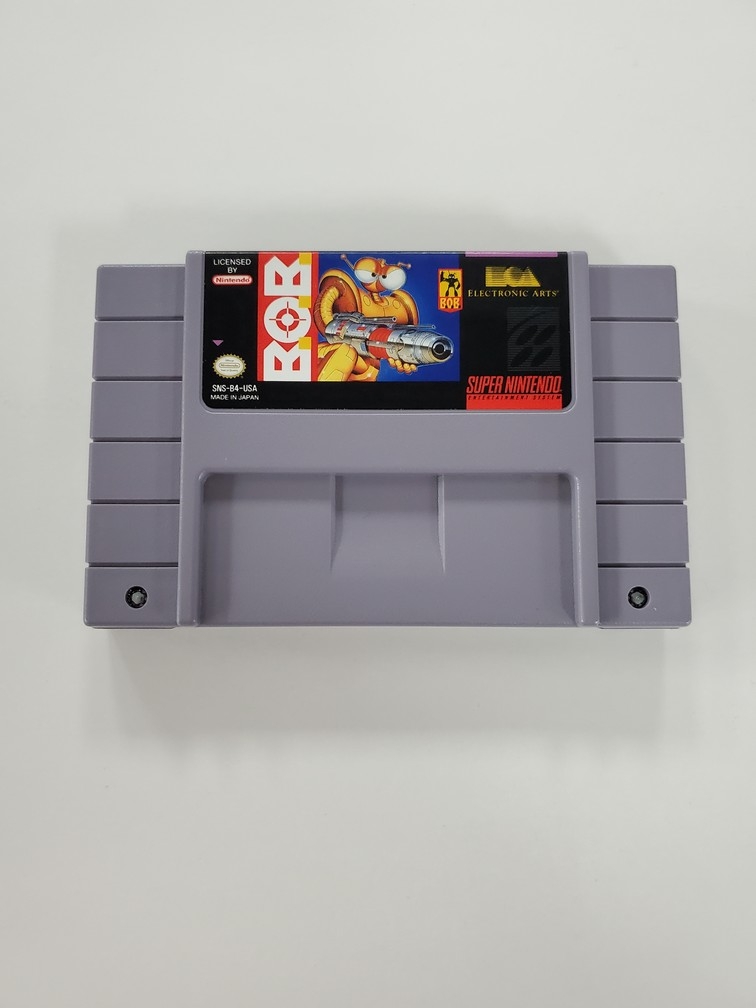 LICENSED
BY
Nintendo
SNS-B4-USA
MADE IN JAPAN
B.O.B.
BOB
ELECTRONIC ARTS
SUPER NINTENDO
ENTERTAINMENT SYSTEM